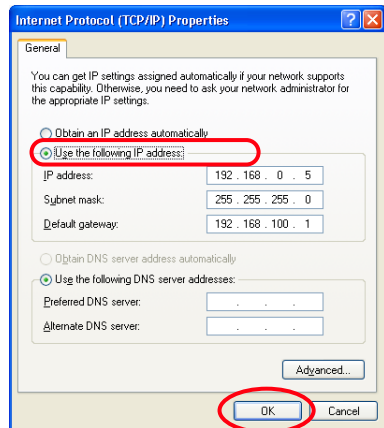 Internet Protocol (TCP/IP) Properties
General
You can get IP settings assigned automatically if your network supports
this capability. Otherwise, you need to ask your network administrator for
the appropriate IP settings.
Obtain an IP address automatically
Use the following IP address:
IP address:
192 . 168 . 0 . 5
Subnet mask:
255 . 255 . 255 . 0
Default gateway:
192 . 168 . 100 . 1
Obtain DNS server address automatically
Use the following DNS server addresses:
Preferred DNS server:
. . .
Alternate DNS server:
. . .
Advanced...
OK
Cancel